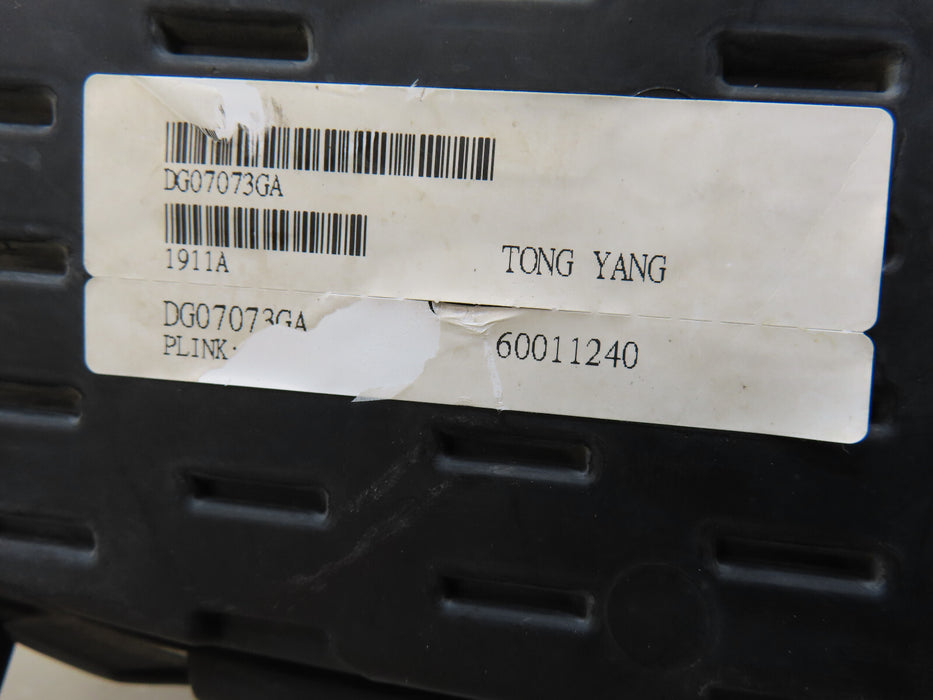 DG07073GA
1911A
TONG YANG
DG07073GA
PLINK:
60011240